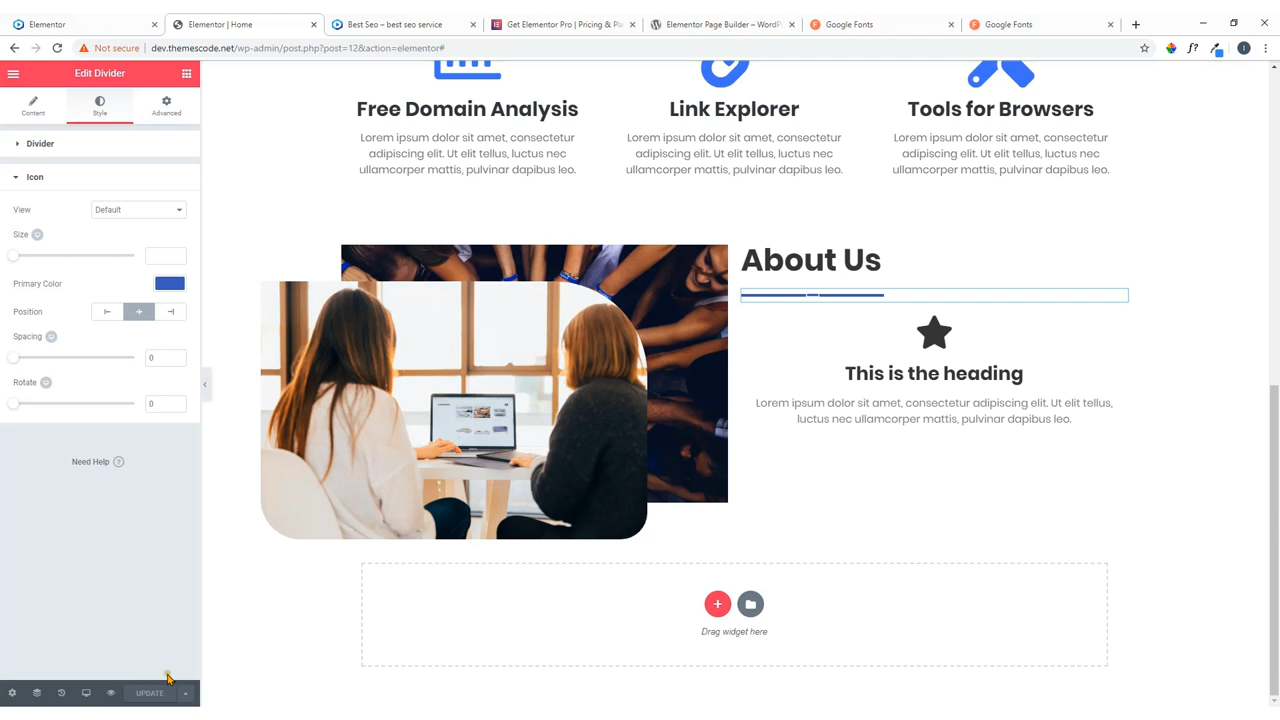 Elementor
Elementor | Home
Best Seo – best seo service
Get Elementor Pro | Pricing & Pl
Elementor Page Builder – WordP
Google Fonts
Google Fonts
Not secure | dev.themescode.net/wp-admin/post.php?post=12&action=elementor#
Edit Divider
Content
Style
Advanced
Divider
Icon
View
Default
Size
Primary Color
Position
Spacing
0
Rotate
0
Need Help
UPDATE
Free Domain Analysis
Lorem ipsum dolor sit amet, consectetur
adipiscing elit. Ut elit tellus, luctus nec
ullamcorper mattis, pulvinar dapibus leo.
Link Explorer
Lorem ipsum dolor sit amet, consectetur
adipiscing elit. Ut elit tellus, luctus nec
ullamcorper mattis, pulvinar dapibus leo.
Tools for Browsers
Lorem ipsum dolor sit amet, consectetur
adipiscing elit. Ut elit tellus, luctus nec
ullamcorper mattis, pulvinar dapibus leo.
About Us
This is the heading
Lorem ipsum dolor sit amet, consectetur adipiscing elit. Ut elit tellus,
luctus nec ullamcorper mattis, pulvinar dapibus leo.
Drag widget here